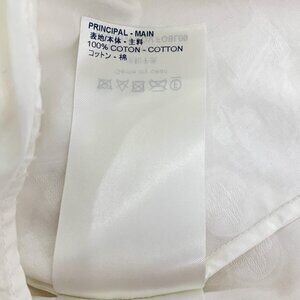 PRINCIPAL - MAIN
表地/本体 - 主料
100% COTON - COTTON
コットン - 棉